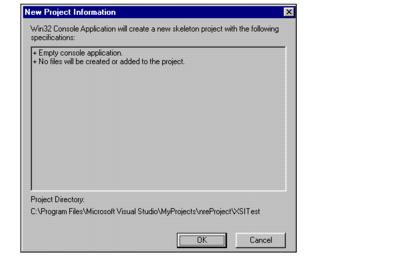 New Project Information
Win32 Console Application will create a new skeleton project with the following
specifications:
+ Empty console application.
+ No files will be created or added to the project.
Project Directory:
C:\Program Files\Microsoft Visual Studio\MyProjects\nreProject\XSITest
OK Cancel